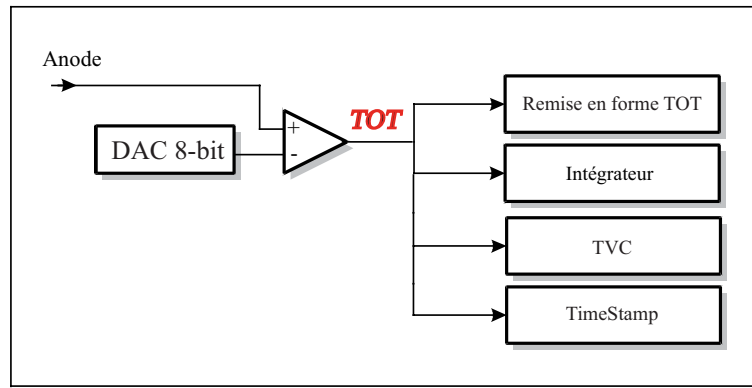 Anode
TOT
Remise en forme TOT
+
DAC 8-bit
-
Intégrateur
TVC
TimeStamp